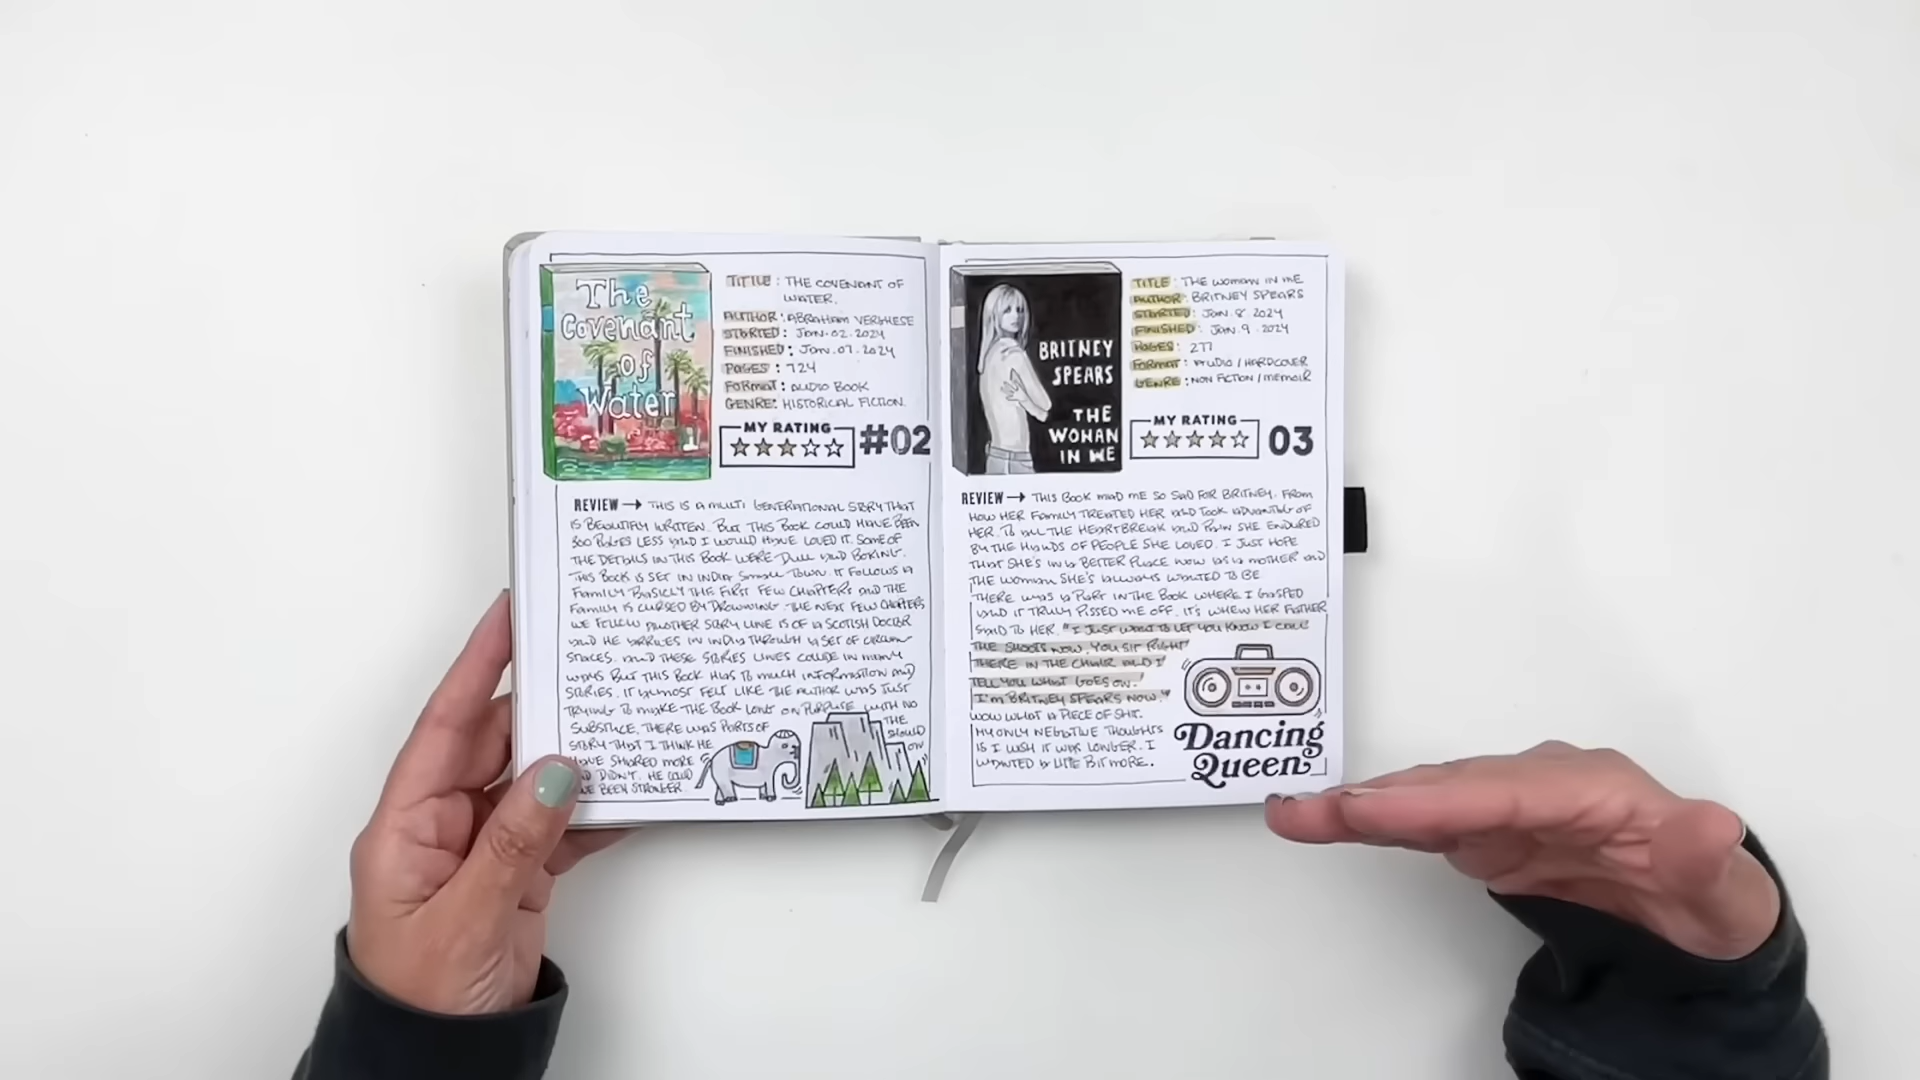 The
Covenant
of
Water
TITLE : THE COVENANT OF
WATER.
AUTHOR : ABRAHAM VERGHESE
STARTED : JAN. 02. 2024
FINISHED : JAN. 07. 2024
PAGES : 724
FORMAT : AUDIO BOOK
GENRE : HISTORICAL FICTION.
MY RATING
#02
REVIEW → THIS IS A MULTI GENERATIONAL STORY THAT
IS BEAUTIFLY WRITTEN. BUT THIS BOOK COULD HAVE BEEN
300 PAGES LESS AND I WOULD HAVE LOVED IT. SOME OF
THE DETAILS IN THIS BOOK WERE DULL AND BORING.
THIS BOOK IS SET IN INDIA SMALL TOWN. IT FOLLOWS A
FAMILY BASICLY THE FIRST FEW CHAPTERS AND THE
FAMILY IS CURSED BY DROWNING. THE NEXT FEW CHAPTERS
WE FOLLOW ANOTHER STORY LINE IS OF A SCOTISH DOCTOR
AND HE ARRIVES IN INDIA THROUGH A SET OF CIRCUM-
STACES. AND THESE STORIES LINES COLLIDE IN MANY
WAYS BUT THIS BOOK HAS TO MUCH INFORMATION AND
STORIES. IT ALMOST FELT LIKE THE AUTHOR WAS JUST
TRYING TO MAKE THE BOOK LONG ON PURPUSE WITH NO
SUBSTACE. THERE WAS PARTS OF THE
STORY THAT I THINK HE SHOULD
HAVE SHARED MORE ON
AND DIDN'T. HE COULD
HAVE BEEN STRONGER.
BRITNEY
SPEARS
THE
WOMAN
IN ME
TITLE : THE WOMAN IN ME
AUTHOR : BRITNEY SPEARS
STARTED : JAN. 8. 2024
FINISHED : JAN. 9. 2024
PAGES : 277
FORMAT : AUDIO / HARDCOVER
GENRE : NON FICTION / MEMOIR
MY RATING
03
REVIEW → THIS BOOK MAD ME SO SAD FOR BRITNEY. FROM
HOW HER FAMILY TREATED HER AND TOOK ADVANTAG OF
HER. TO ALL THE HEARTBREAK AND PAIN SHE ENDURED
BY THE HANDS OF PEOPLE SHE LOVED. I JUST HOPE
THAT SHE'S IN A BETTER PLACE NOW AS A MOTHER AND
THE WOMAN SHE'S ALWAYS WANTED TO BE
THERE WAS A PART IN THE BOOK WHERE I GASPED
AND IT TRULY PISSED ME OFF. IT'S WHEW HER FATHER
SAID TO HER. "I JUST WANT TO LET YOU KNOW I CALL
THE SHOOTS NOW. YOU SIT RIGHT
THERE IN THE CHAIR AND I
TELL YOU WHAT GOES ON.
I'M BRITNEY SPEARS NOW."
WOW WHAT A PIECE OF SHIT.
MY ONLY NEGATIVE THOUGHTS
IS I WISH IT WAS LONGER. I
WANTED A LITE BIT MORE.
Dancing
Queen